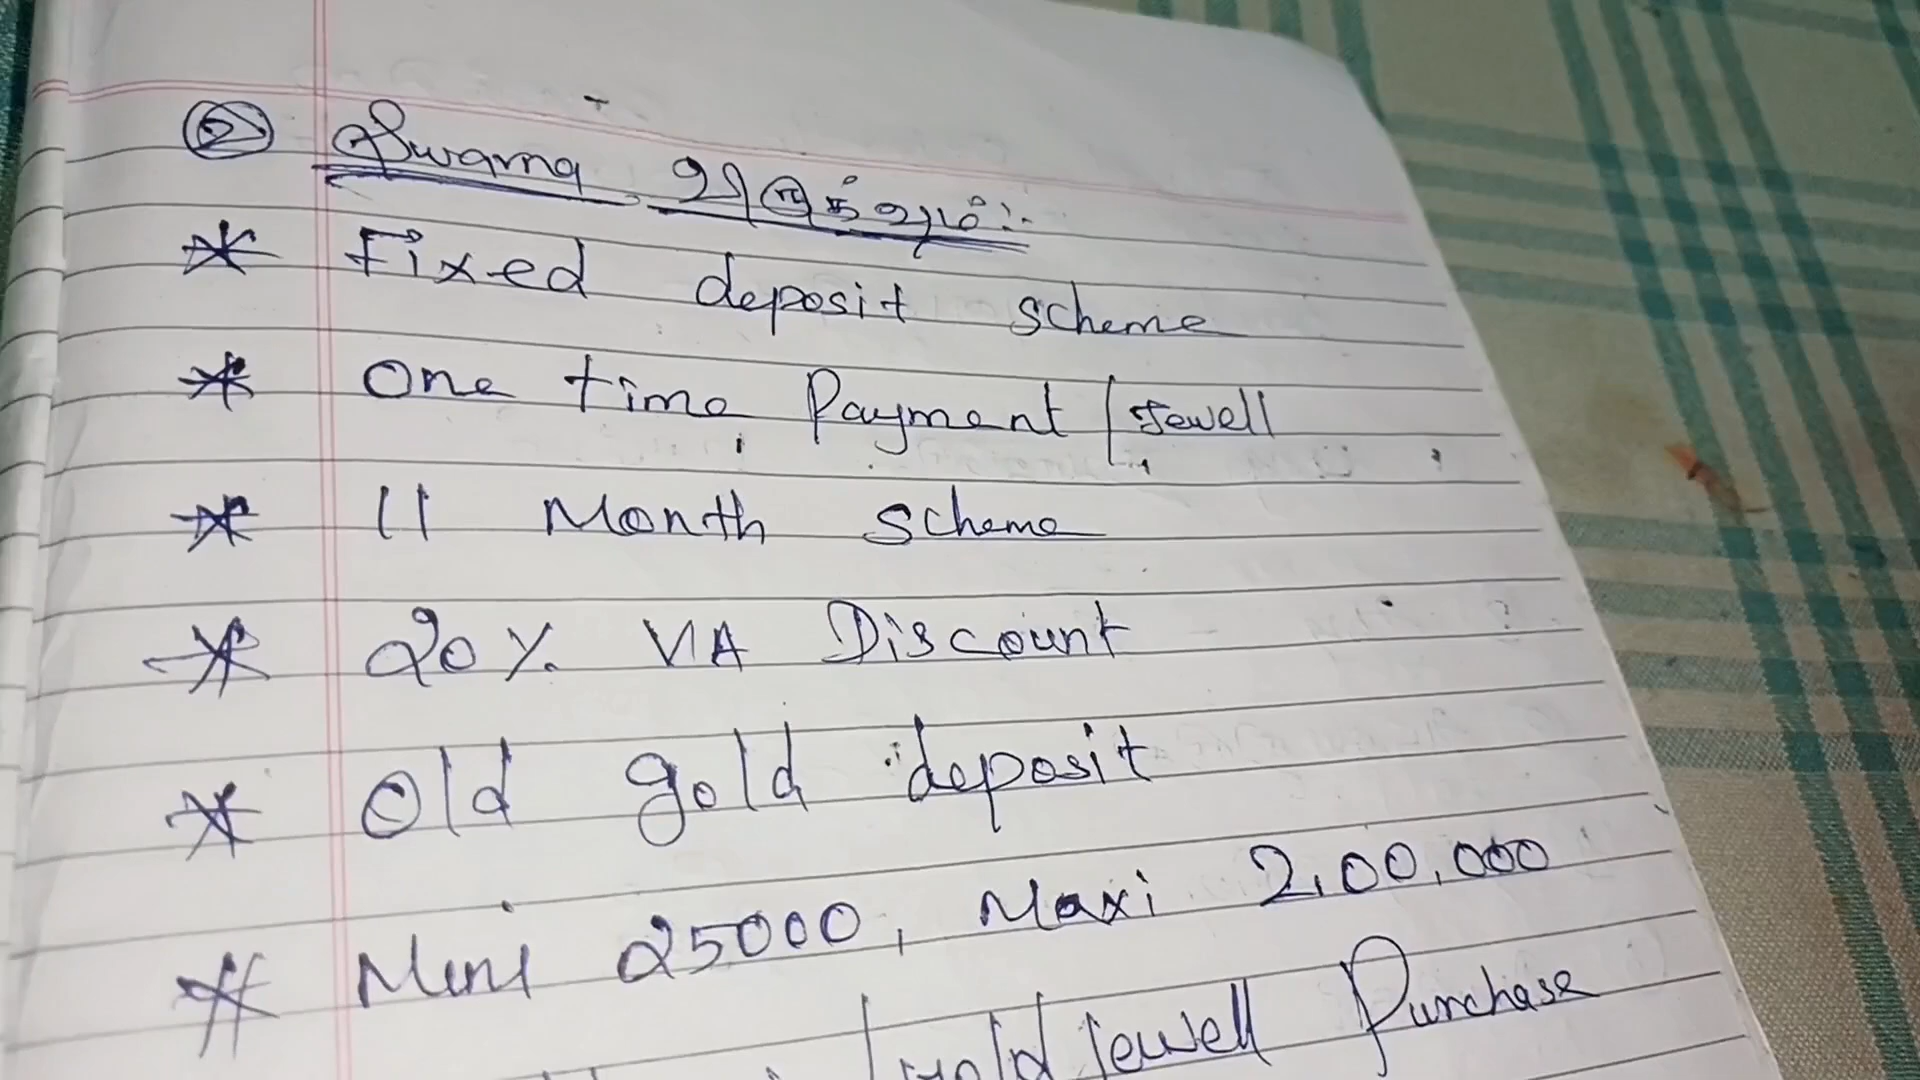 ② Swarna விருக்ஷம்:-
* Fixed deposit scheme
* One time Payment / Jewell
* 11 Month Scheme
* 20% VA Discount
* Old gold deposit
* Mini 25000, Maxi 2,00,000
/ gold Jewell Purchase